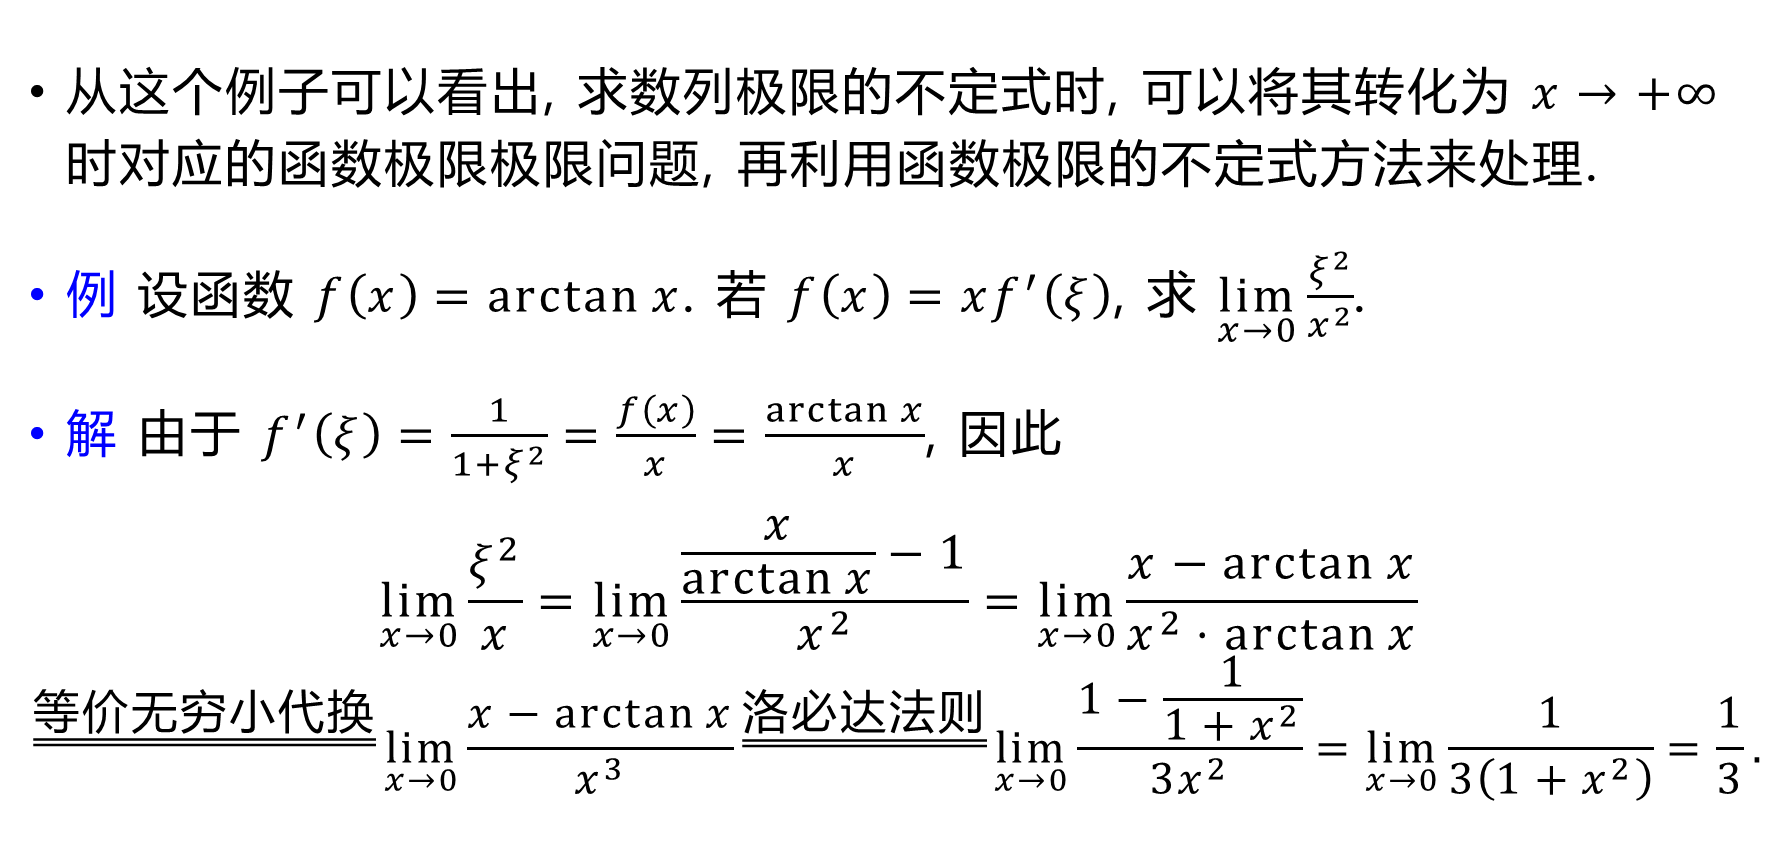 • 从这个例子可以看出, 求数列极限的不定式时, 可以将其转化为 x → +∞
时对应的函数极限极限问题, 再利用函数极限的不定式方法来处理.
• 例 设函数 f(x) = arctan x. 若 f(x) = xf′(ξ), 求 lim_{x→0} ξ²/x².
• 解 由于 f′(ξ) = 1/(1+ξ²) = f(x)/x = arctan x/x, 因此
lim_{x→0} ξ²/x = lim_{x→0} (x/arctan x − 1)/x² = lim_{x→0} (x − arctan x)/(x² · arctan x)
等价无穷小代换 lim_{x→0} (x − arctan x)/x³ 洛必达法则 lim_{x→0} (1 − 1/(1 + x²))/3x² = lim_{x→0} 1/3(1 + x²) = 1/3.